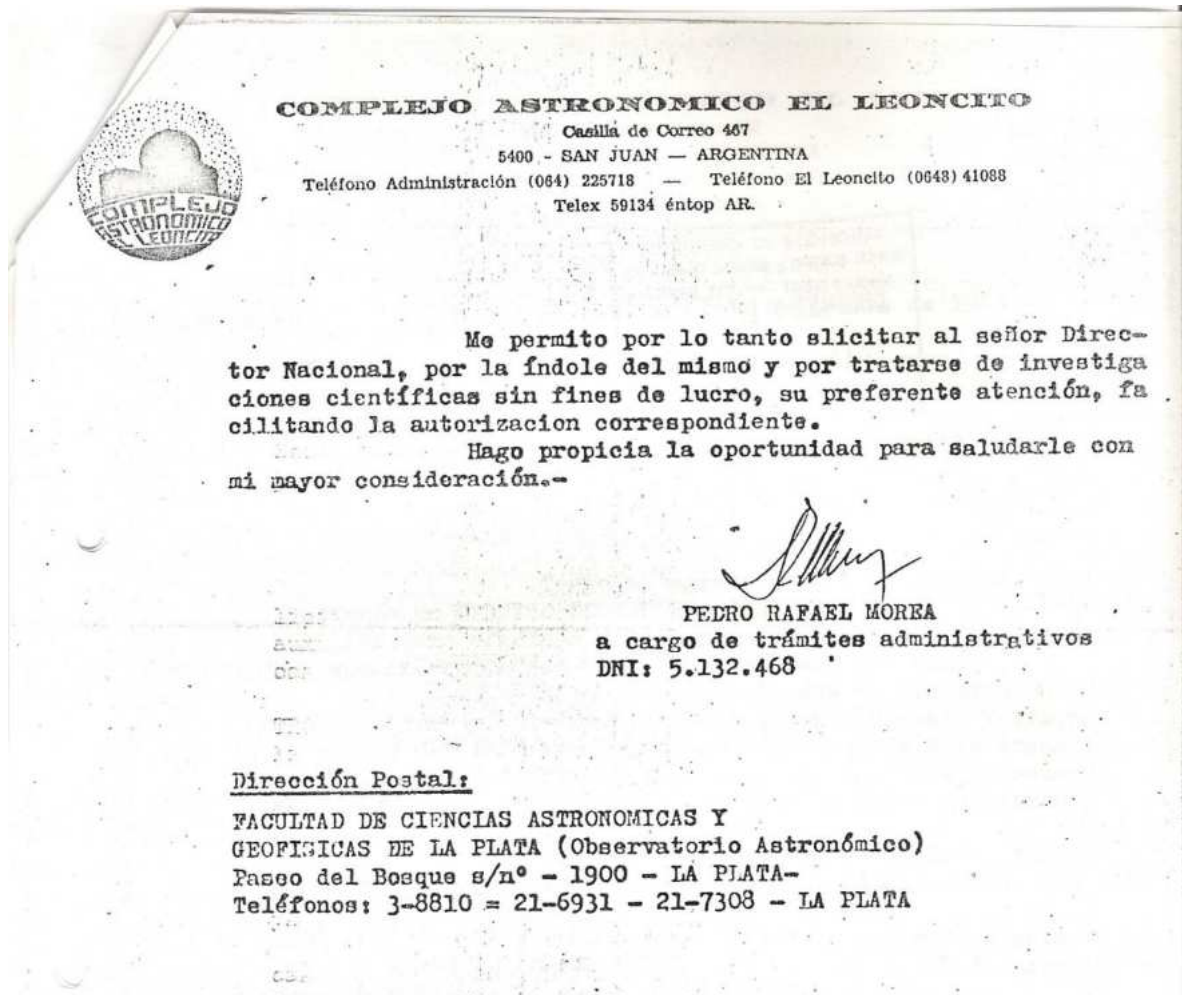 COMPLEJO ASTRONOMICO EL LEONCITO
Casilla de Correo 467
5400 - SAN JUAN — ARGENTINA
Teléfono Administración (064) 225718 — Teléfono El Leoncito (0648) 41088
Telex 59134 éntop AR.
COMPLEJO
ASTRONOMICO
EL LEONCITO
Me permito por lo tanto slicitar al señor Direc-
tor Nacional, por la índole del mismo y por tratarse de investiga
ciones científicas sin fines de lucro, su preferente atención, fa
cilitando la autorizacion correspondiente.
Hago propicia la oportunidad para saludarle con
mi mayor consideración.-
PEDRO RAFAEL MOREA
a cargo de trámites administrativos
DNI: 5.132.468
Dirección Postal:
FACULTAD DE CIENCIAS ASTRONOMICAS Y
GEOFISICAS DE LA PLATA (Observatorio Astronómico)
Paseo del Bosque s/nº - 1900 - LA PLATA-
Teléfonos: 3-8810 = 21-6931 - 21-7308 - LA PLATA